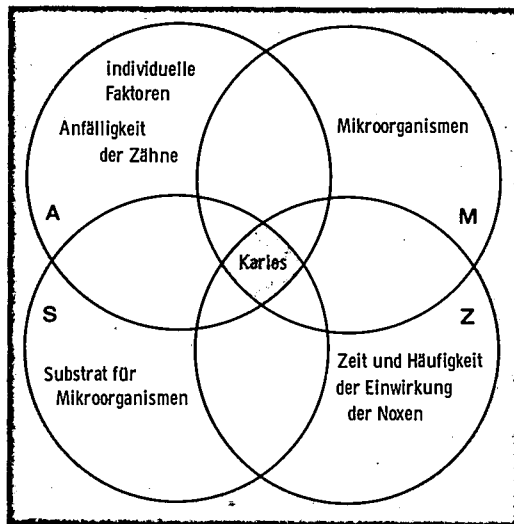 individuelle
Faktoren
Anfälligkeit
der Zähne
A
Mikroorganismen
M
Karies
S
Substrat für
Mikroorganismen
Z
Zeit und Häufigkeit
der Einwirkung
der Noxen